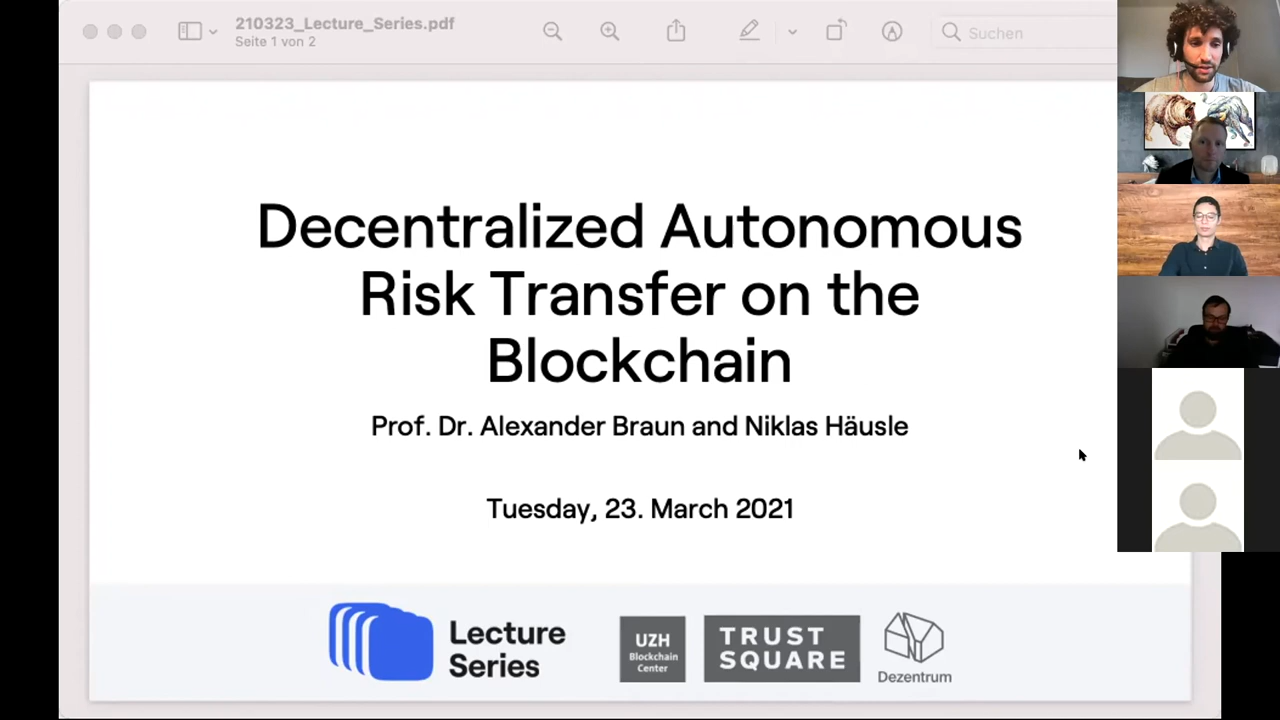 210323_Lecture_Series.pdf
Seite 1 von 2
Suchen
Decentralized Autonomous
Risk Transfer on the
Blockchain
Prof. Dr. Alexander Braun and Niklas Häusle
Tuesday, 23. March 2021
Lecture
Series
UZH
Blockchain
Center
TRUST
SQUARE
Dezentrum